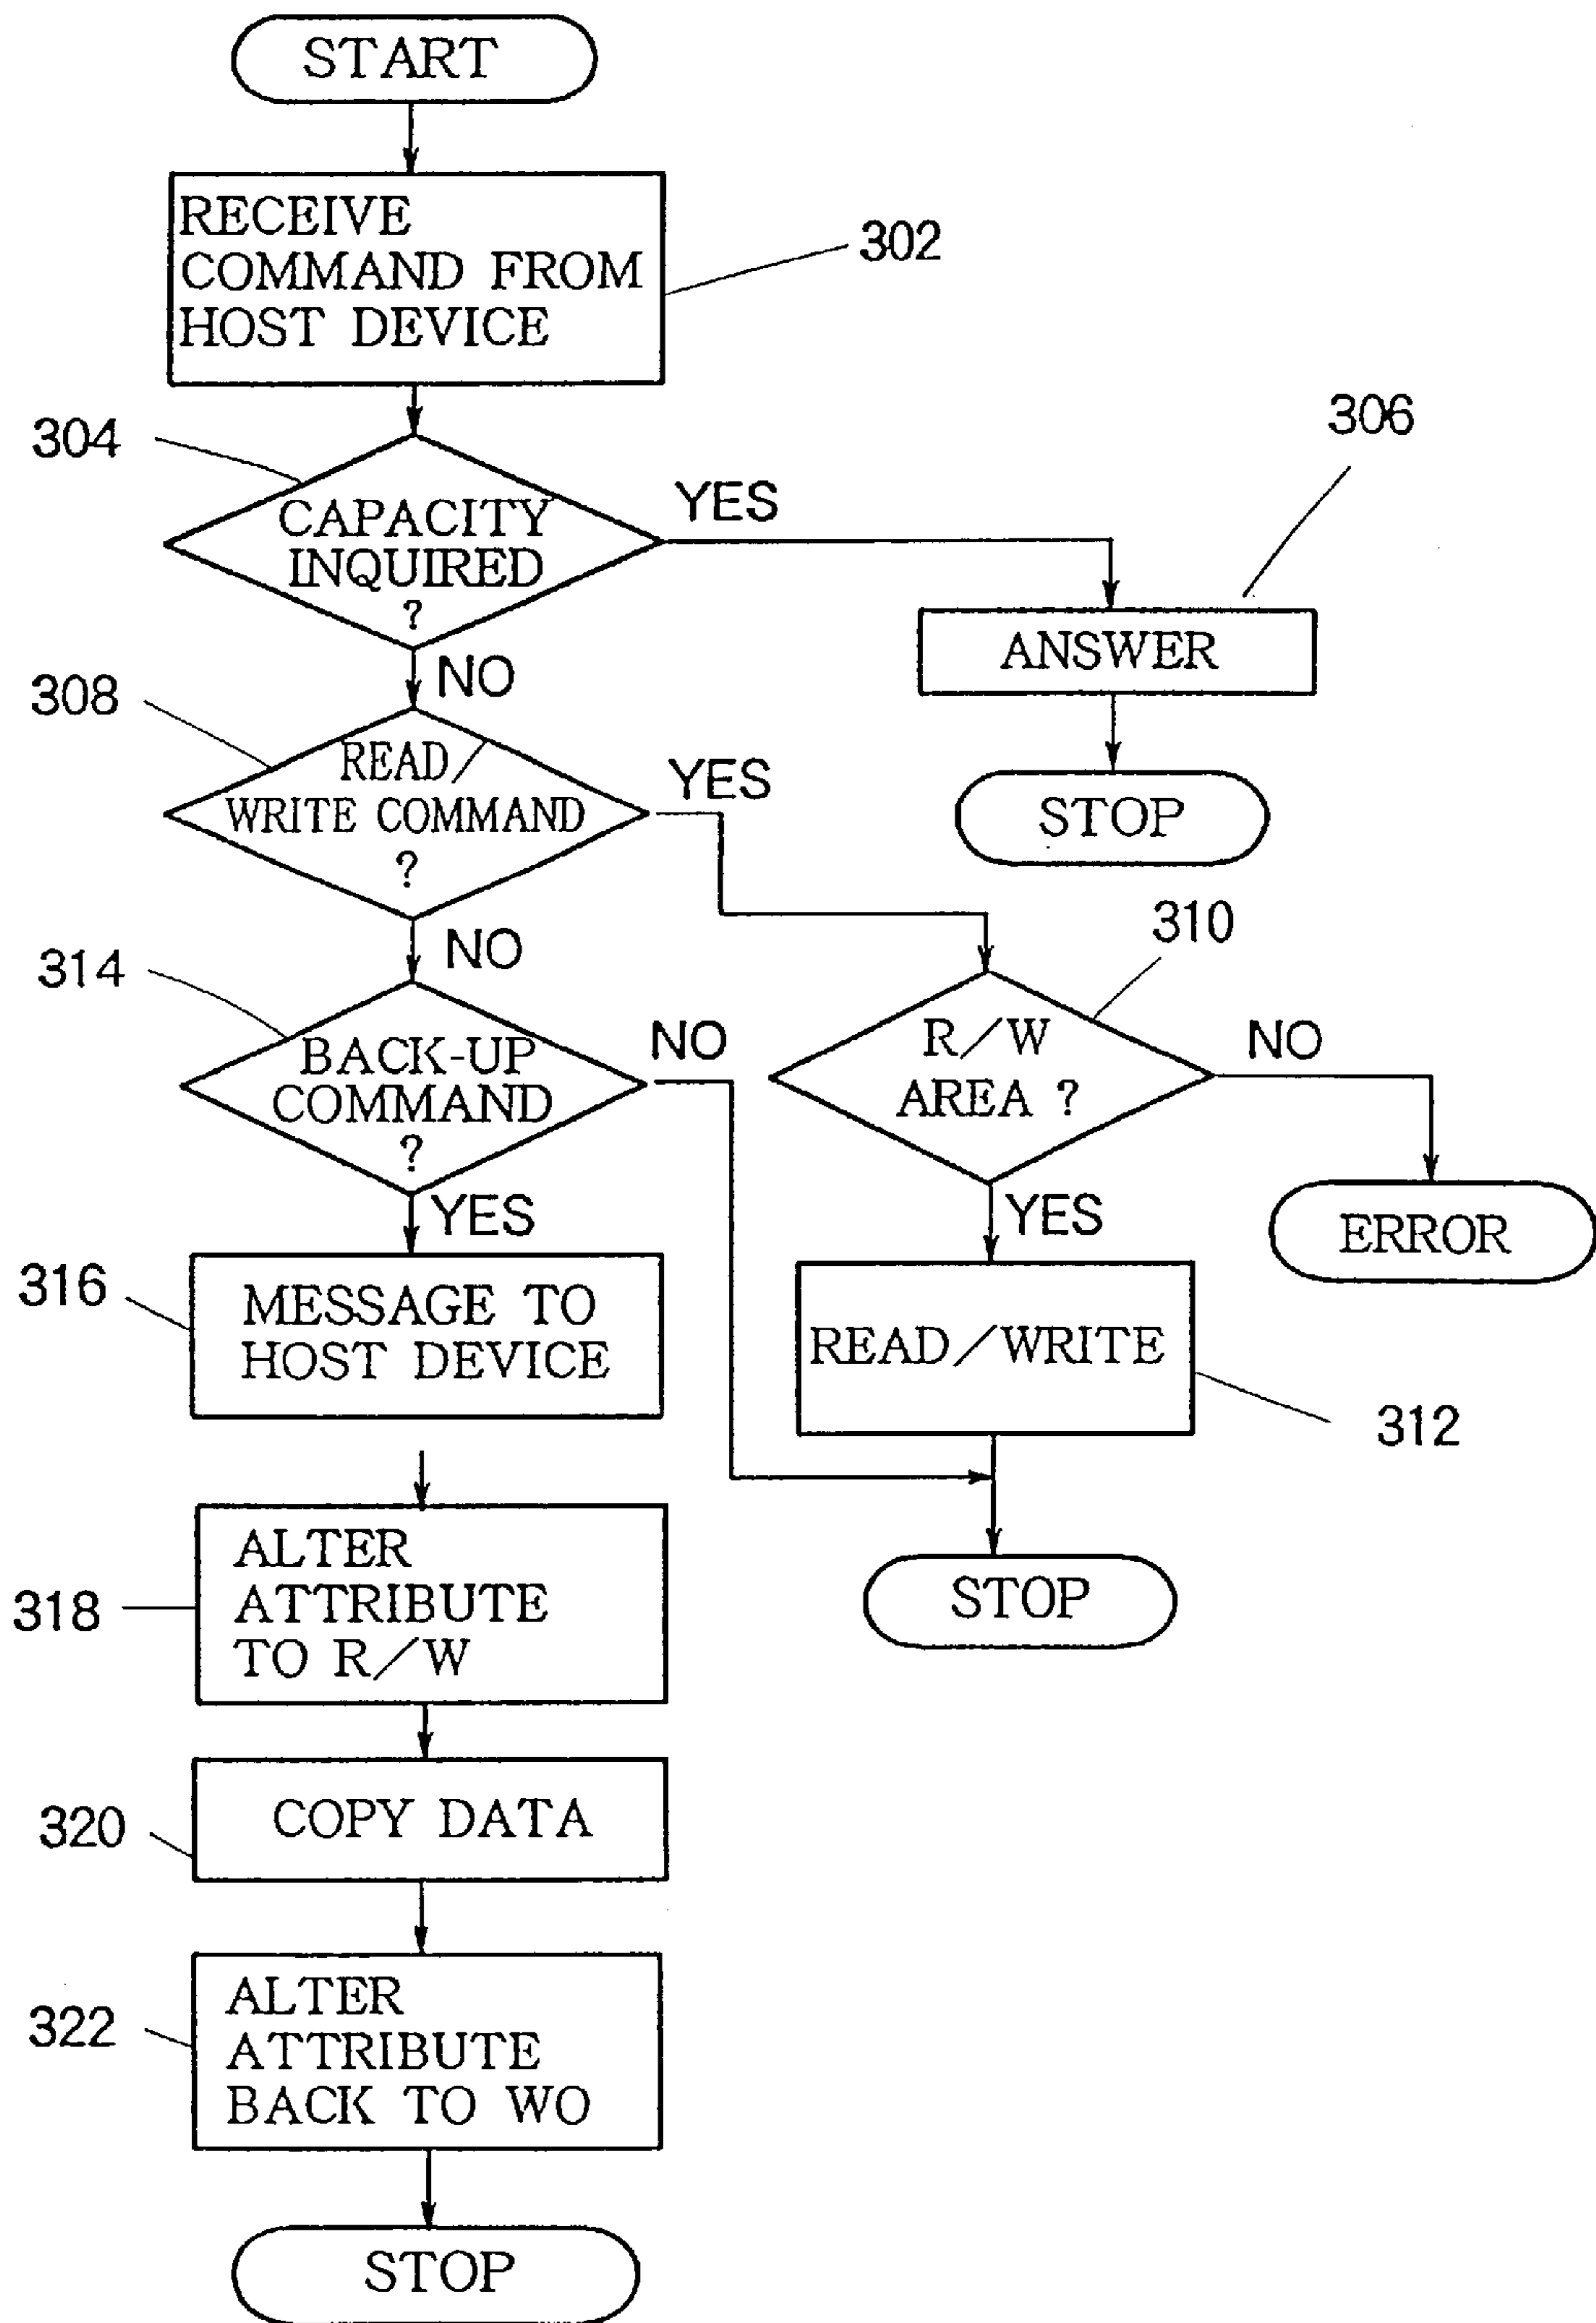 START
RECEIVE
COMMAND FROM
HOST DEVICE
302
304
CAPACITY
INQUIRED
?
YES
306
ANSWER
STOP
NO
308
READ/
WRITE COMMAND
?
YES
NO
310
R/W
AREA ?
NO
ERROR
YES
READ/WRITE
312
STOP
314
BACK-UP
COMMAND
?
NO
YES
316
MESSAGE TO
HOST DEVICE
318
ALTER
ATTRIBUTE
TO R/W
320
COPY DATA
322
ALTER
ATTRIBUTE
BACK TO WO
STOP